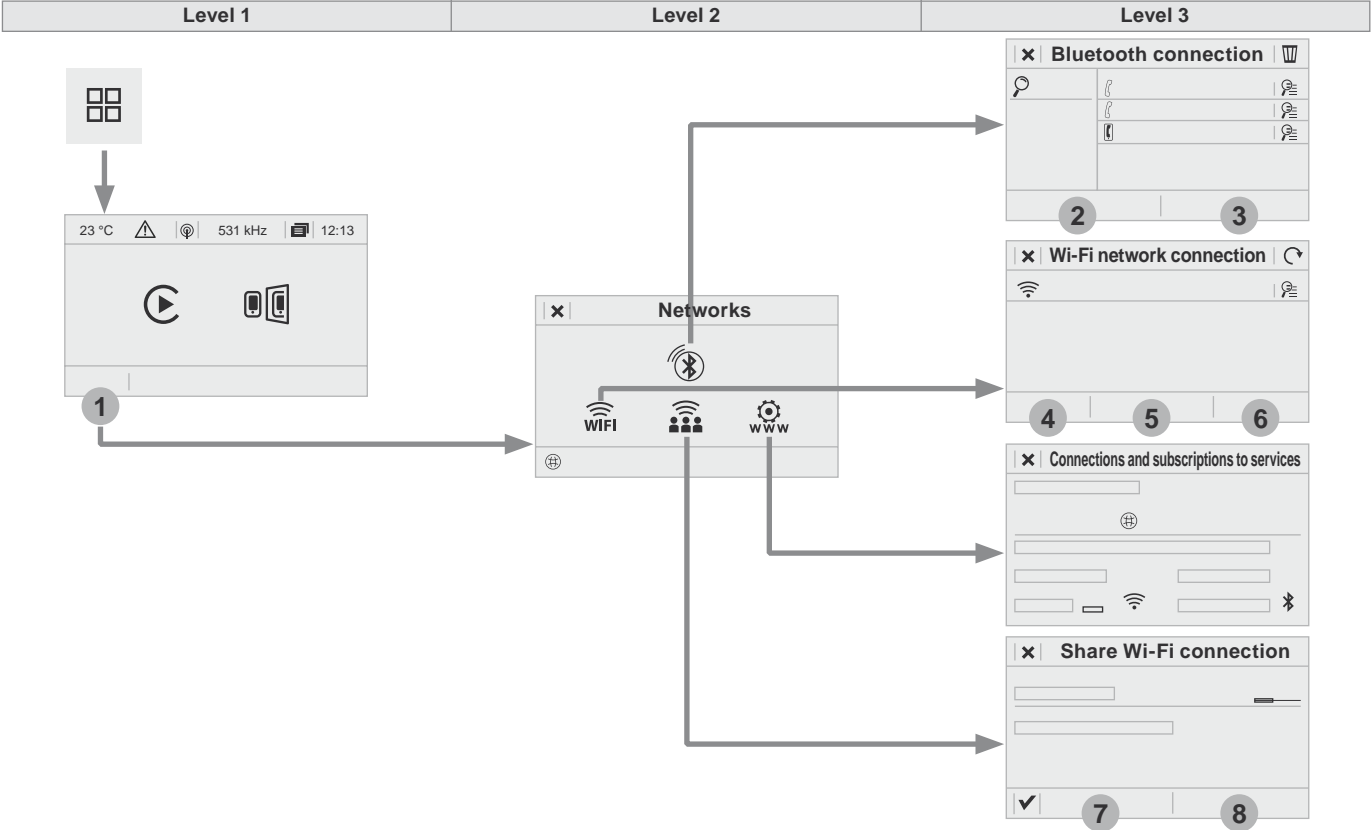 Level 1
Level 2
Level 3
Bluetooth connection
23 °C
531 kHz
12:13
2
3
Wi-Fi network connection
Networks
1
WIFI
www
4
5
6
Connections and subscriptions to services
Share Wi-Fi connection
7
8